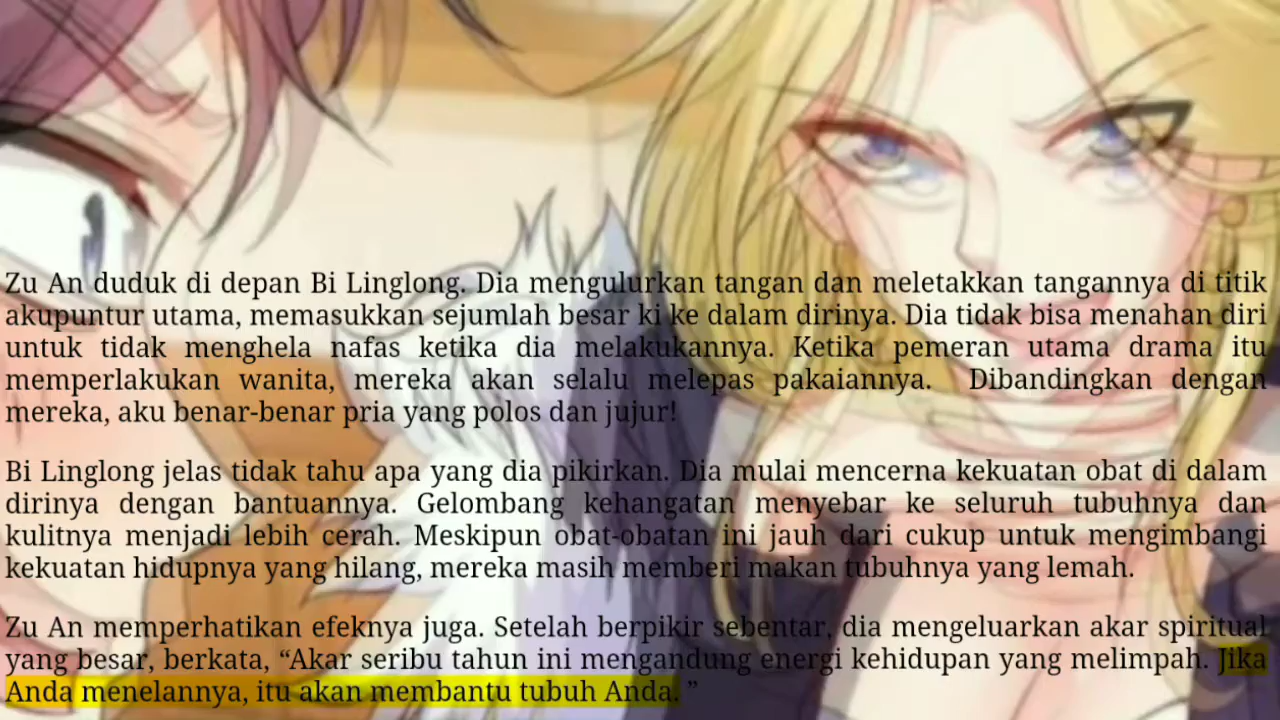 Zu An duduk di depan Bi Linglong. Dia mengulurkan tangan dan meletakkan tangannya di titik
akupuntur utama, memasukkan sejumlah besar ki ke dalam dirinya. Dia tidak bisa menahan diri
untuk tidak menghela nafas ketika dia melakukannya. Ketika pemeran utama drama itu
memperlakukan wanita, mereka akan selalu melepas pakaiannya.  Dibandingkan dengan
mereka, aku benar-benar pria yang polos dan jujur!
Bi Linglong jelas tidak tahu apa yang dia pikirkan. Dia mulai mencerna kekuatan obat di dalam
dirinya dengan bantuannya. Gelombang kehangatan menyebar ke seluruh tubuhnya dan
kulitnya menjadi lebih cerah. Meskipun obat-obatan ini jauh dari cukup untuk mengimbangi
kekuatan hidupnya yang hilang, mereka masih memberi makan tubuhnya yang lemah.
Zu An memperhatikan efeknya juga. Setelah berpikir sebentar, dia mengeluarkan akar spiritual
yang besar, berkata, “Akar seribu tahun ini mengandung energi kehidupan yang melimpah. Jika
Anda menelannya, itu akan membantu tubuh Anda. ”